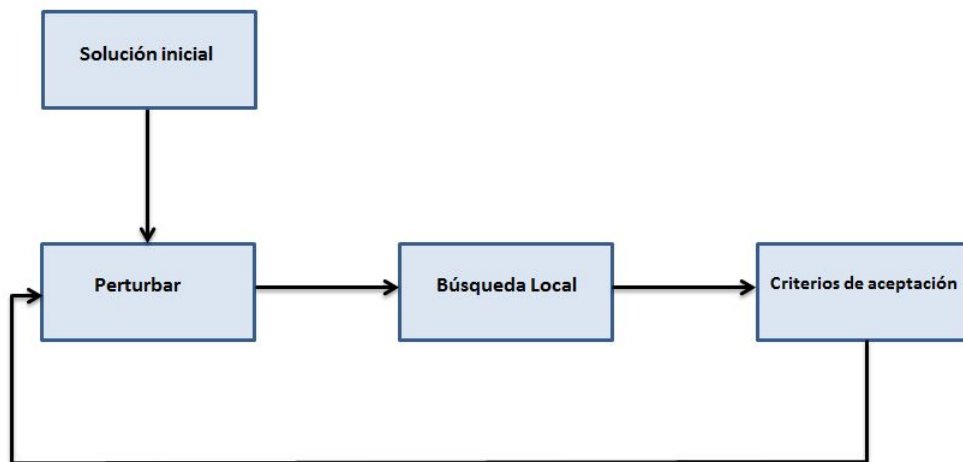 Solución inicial
Perturbar
Búsqueda Local
Criterios de aceptación